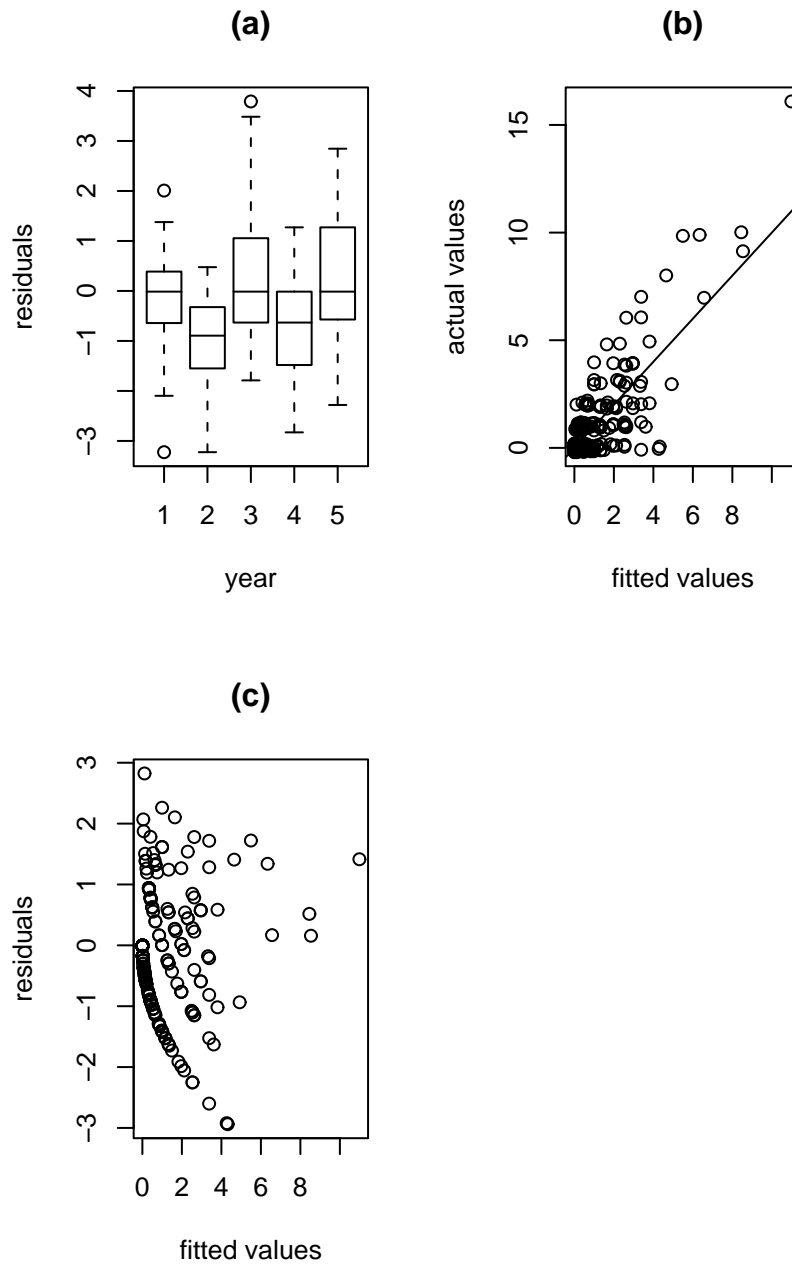 (a)
residuals
4
3
2
1
0
−1
−3
1 2 3 4 5
year
(b)
actual values
15
10
5
0
0 2 4 6 8
fitted values
(c)
residuals
3
2
1
0
−1
−2
−3
0 2 4 6 8
fitted values